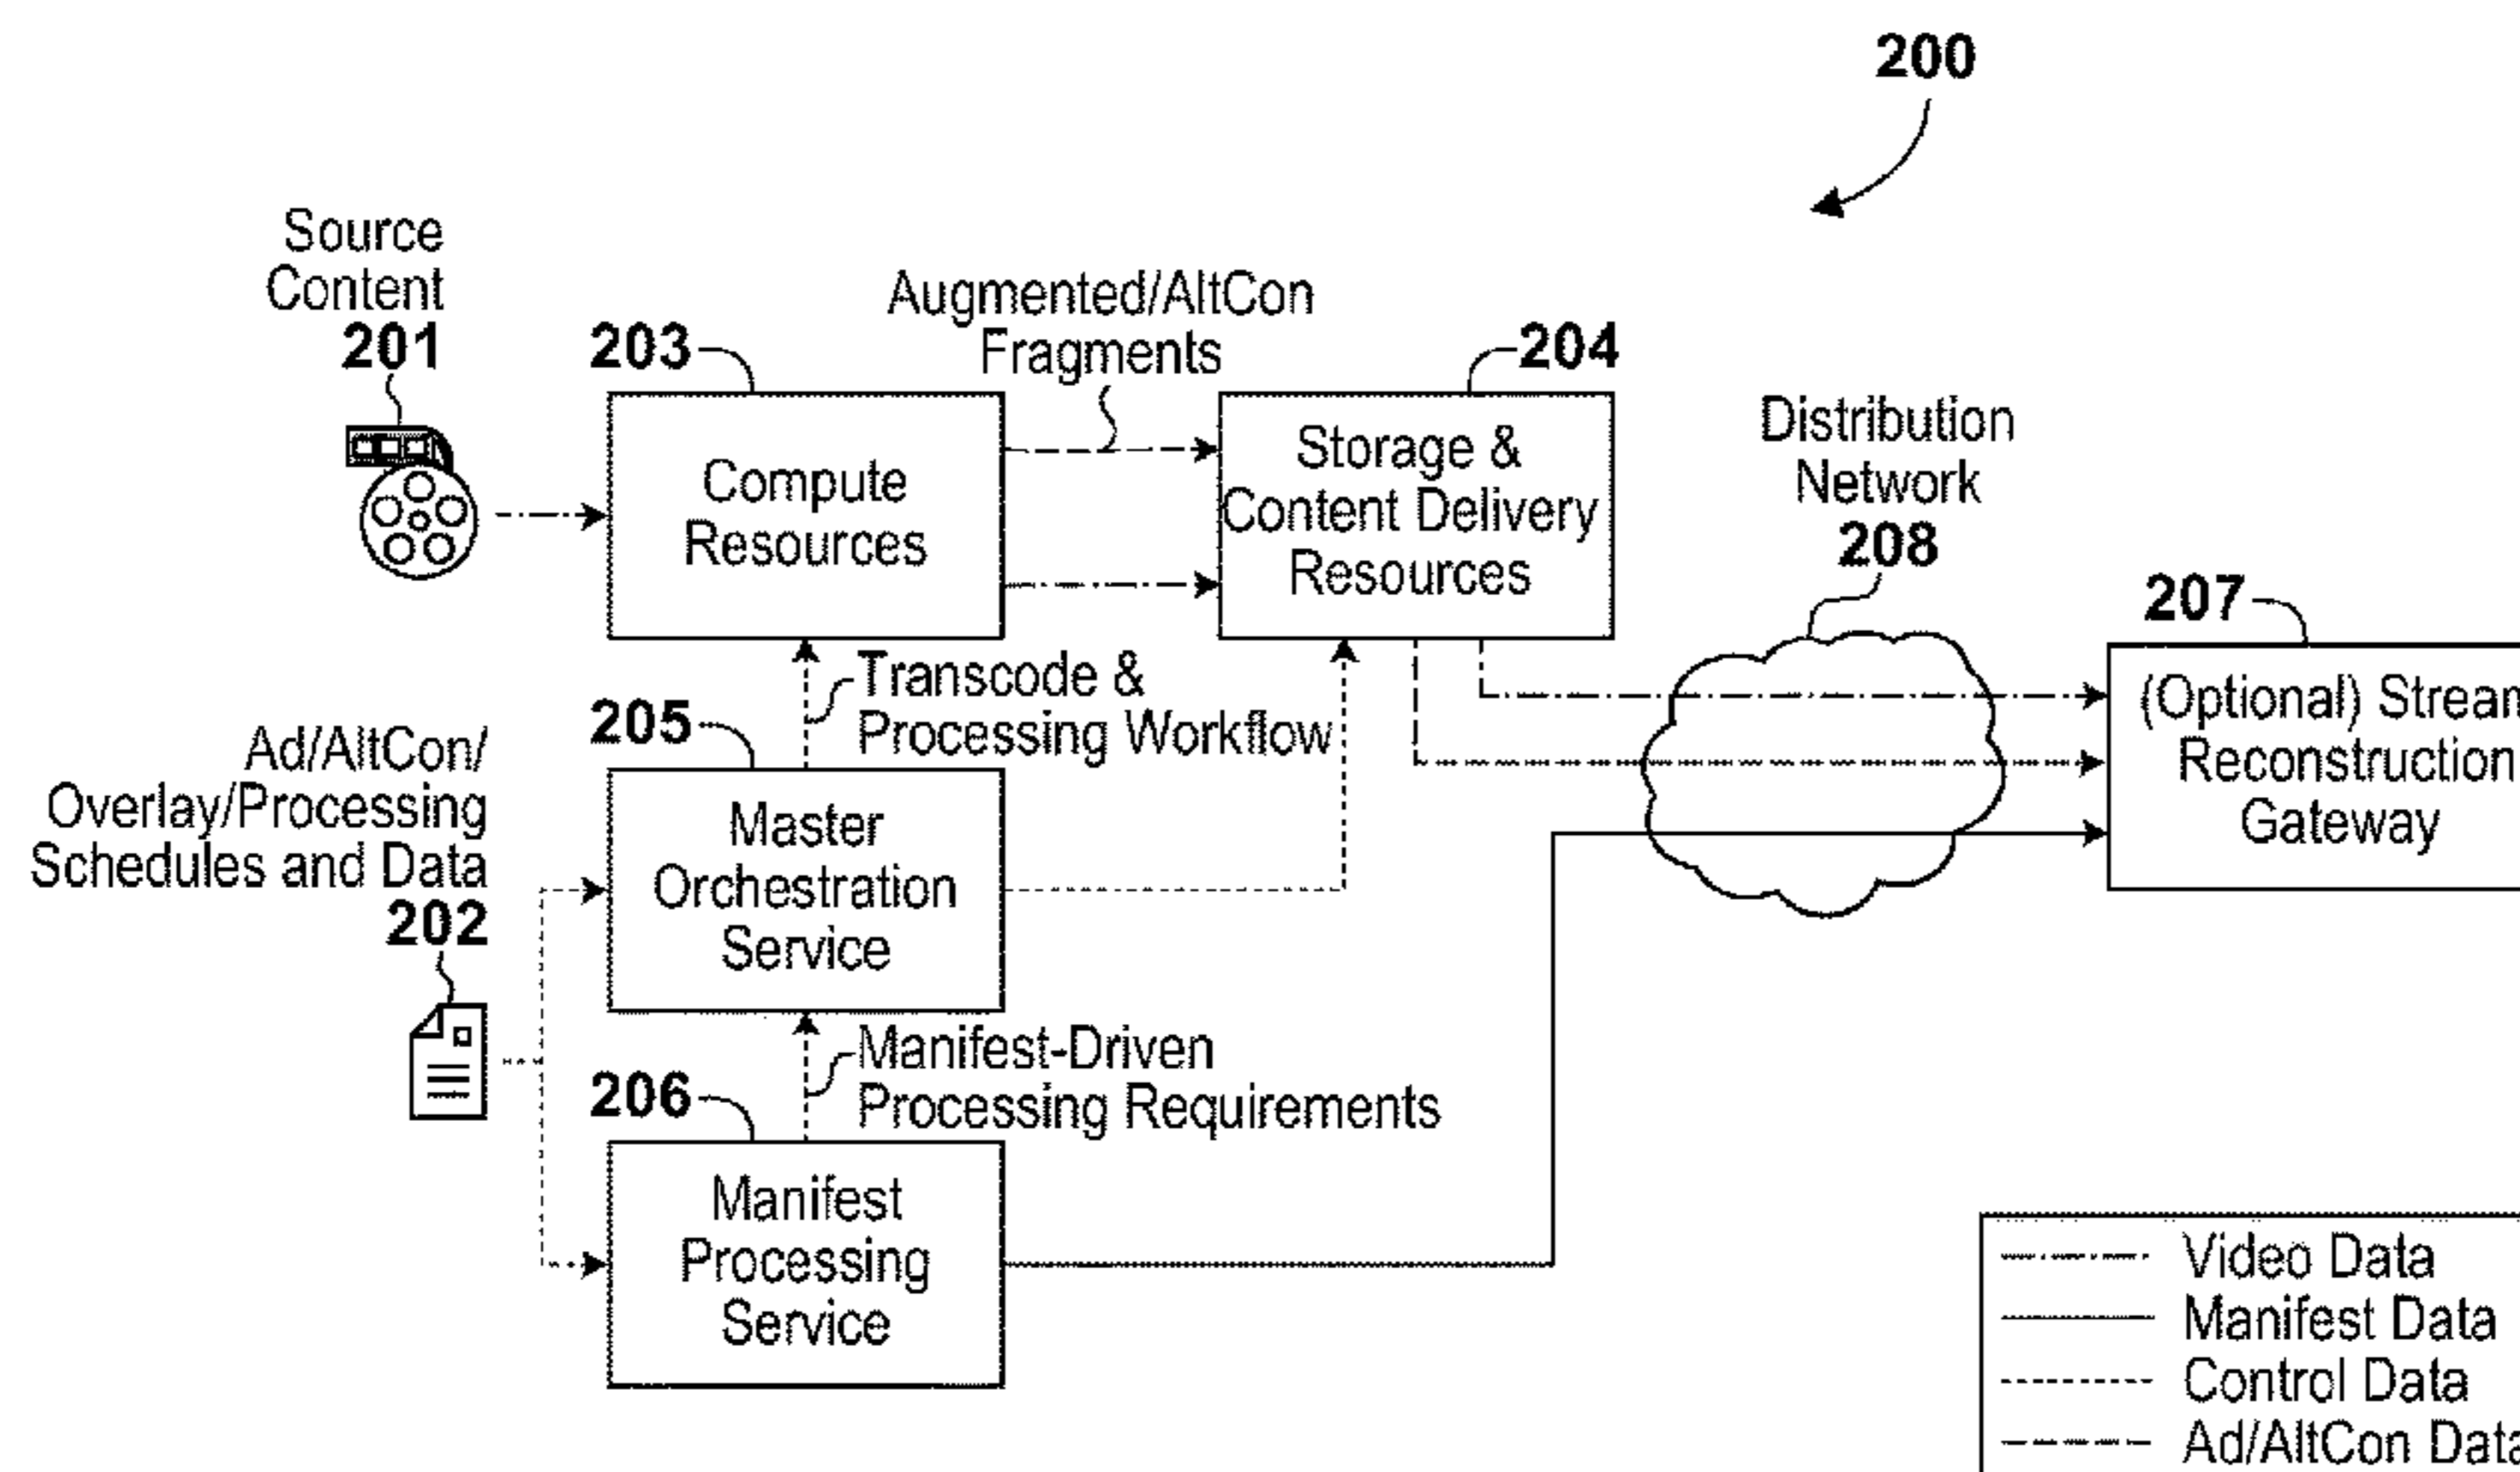 200
Source
Content
201
203
Augmented/AltCon
Fragments
204
Compute
Resources
Storage &
Content Delivery
Resources
Distribution
Network
208
207
(Optional) Stream
Reconstruction
Gateway
Transcode &
Processing Workflow
205
Ad/AltCon/
Overlay/Processing
Schedules and Data
202
Master
Orchestration
Service
Manifest-Driven
Processing Requirements
206
Manifest
Processing
Service
Video Data
Manifest Data
Control Data
Ad/AltCon Data